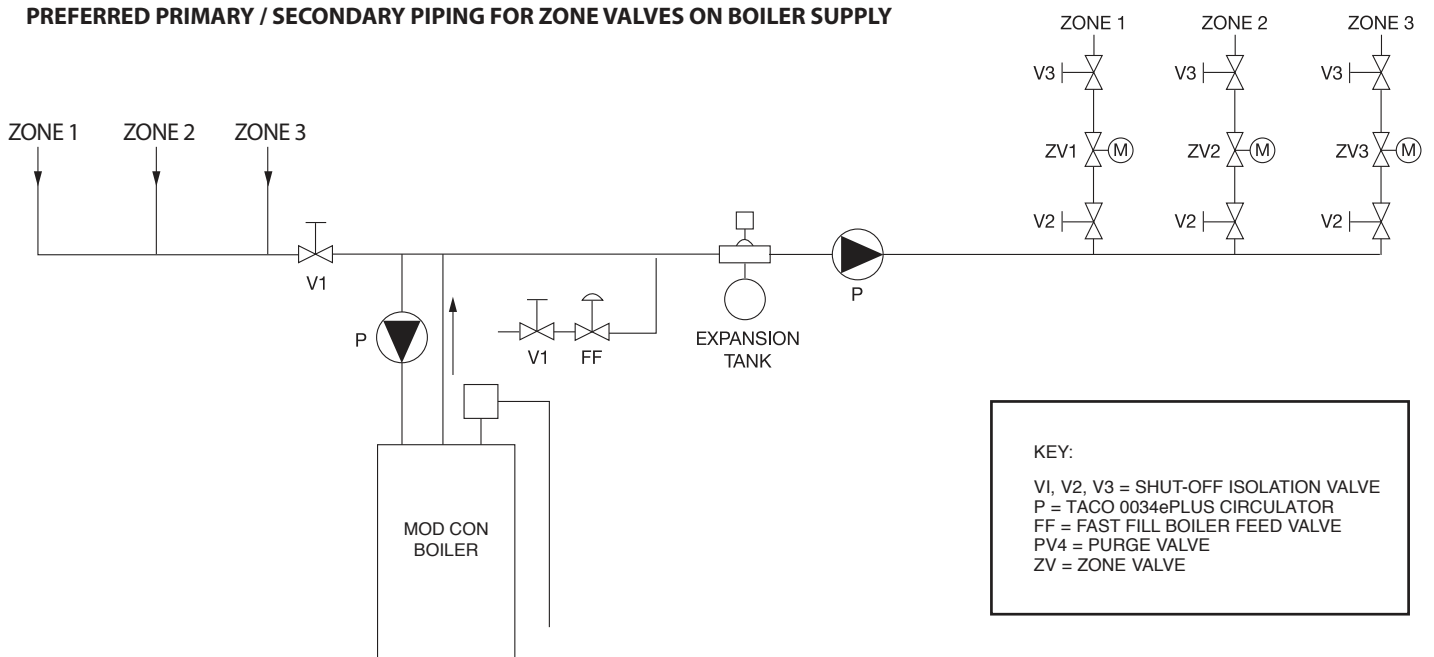 PREFERRED PRIMARY / SECONDARY PIPING FOR ZONE VALVES ON BOILER SUPPLY
ZONE 1
ZONE 2
ZONE 3
V3
V3
V3
ZONE 1
ZONE 2
ZONE 3
ZV1
M
ZV2
M
ZV3
M
V2
V2
V2
V1
P
P
V1
FF
EXPANSION
TANK
MOD CON
BOILER
KEY:
VI, V2, V3 = SHUT-OFF ISOLATION VALVE
P = TACO 0034ePLUS CIRCULATOR
FF = FAST FILL BOILER FEED VALVE
PV4 = PURGE VALVE
ZV = ZONE VALVE